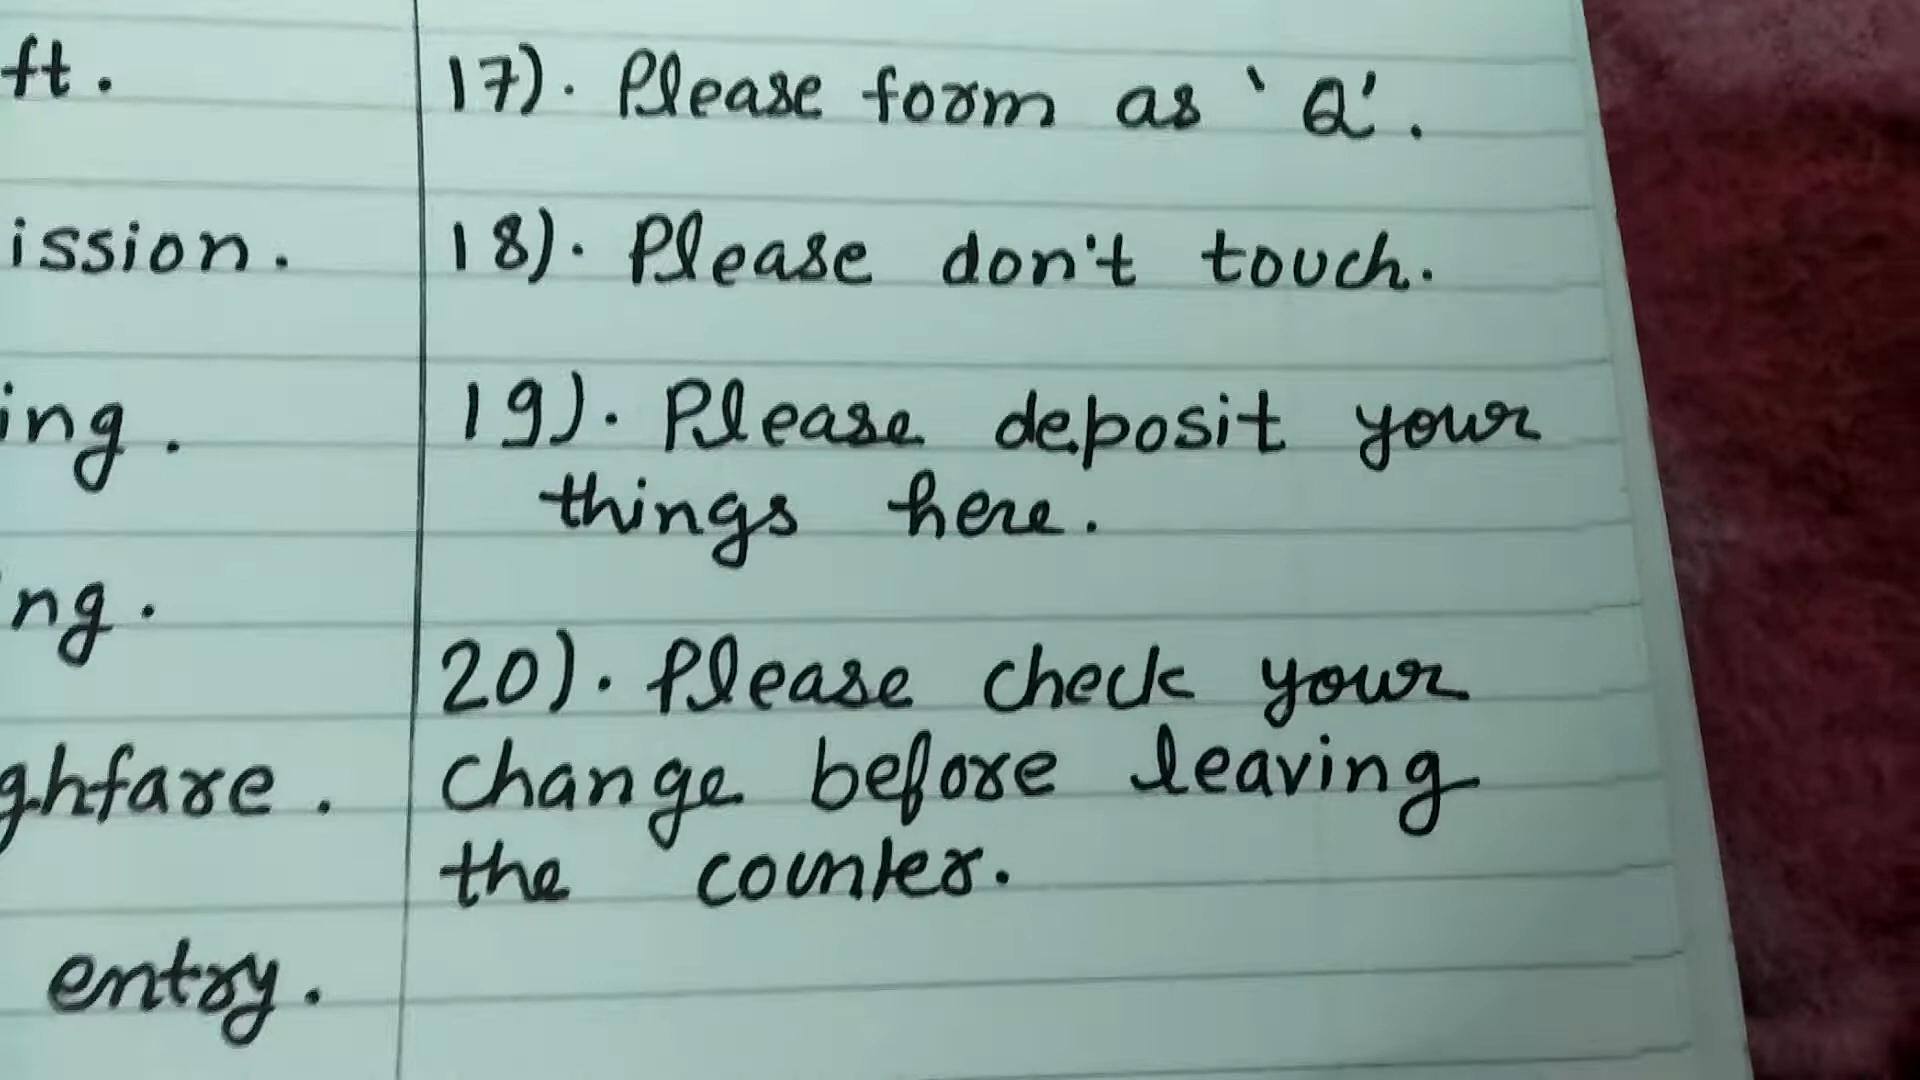 ft.
ission.
ing.
ng.
ghfare.
entry.
17). Please form as 'Q'.
18). Please don't touch.
19). Please deposit your
things here.
20). Please check your
change before leaving
the counter.